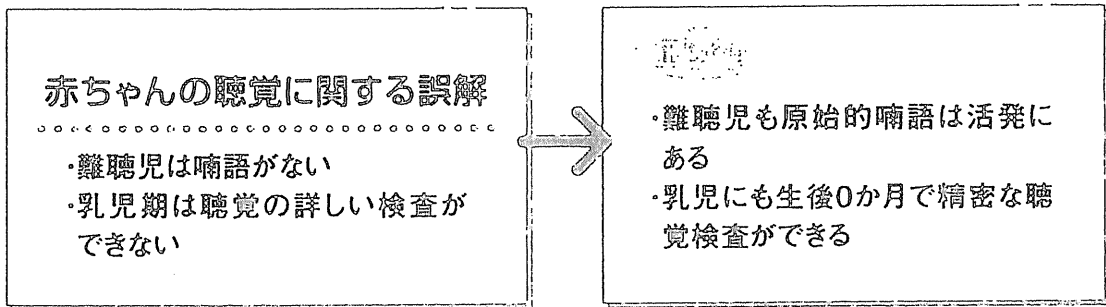 赤ちゃんの聴覚に関する誤解
・難聴児は喃語がない
・乳児期は聴覚の詳しい検査が
できない
・難聴児も原始的喃語は活発に
ある
・乳児にも生後0か月で精密な聴
覚検査ができる